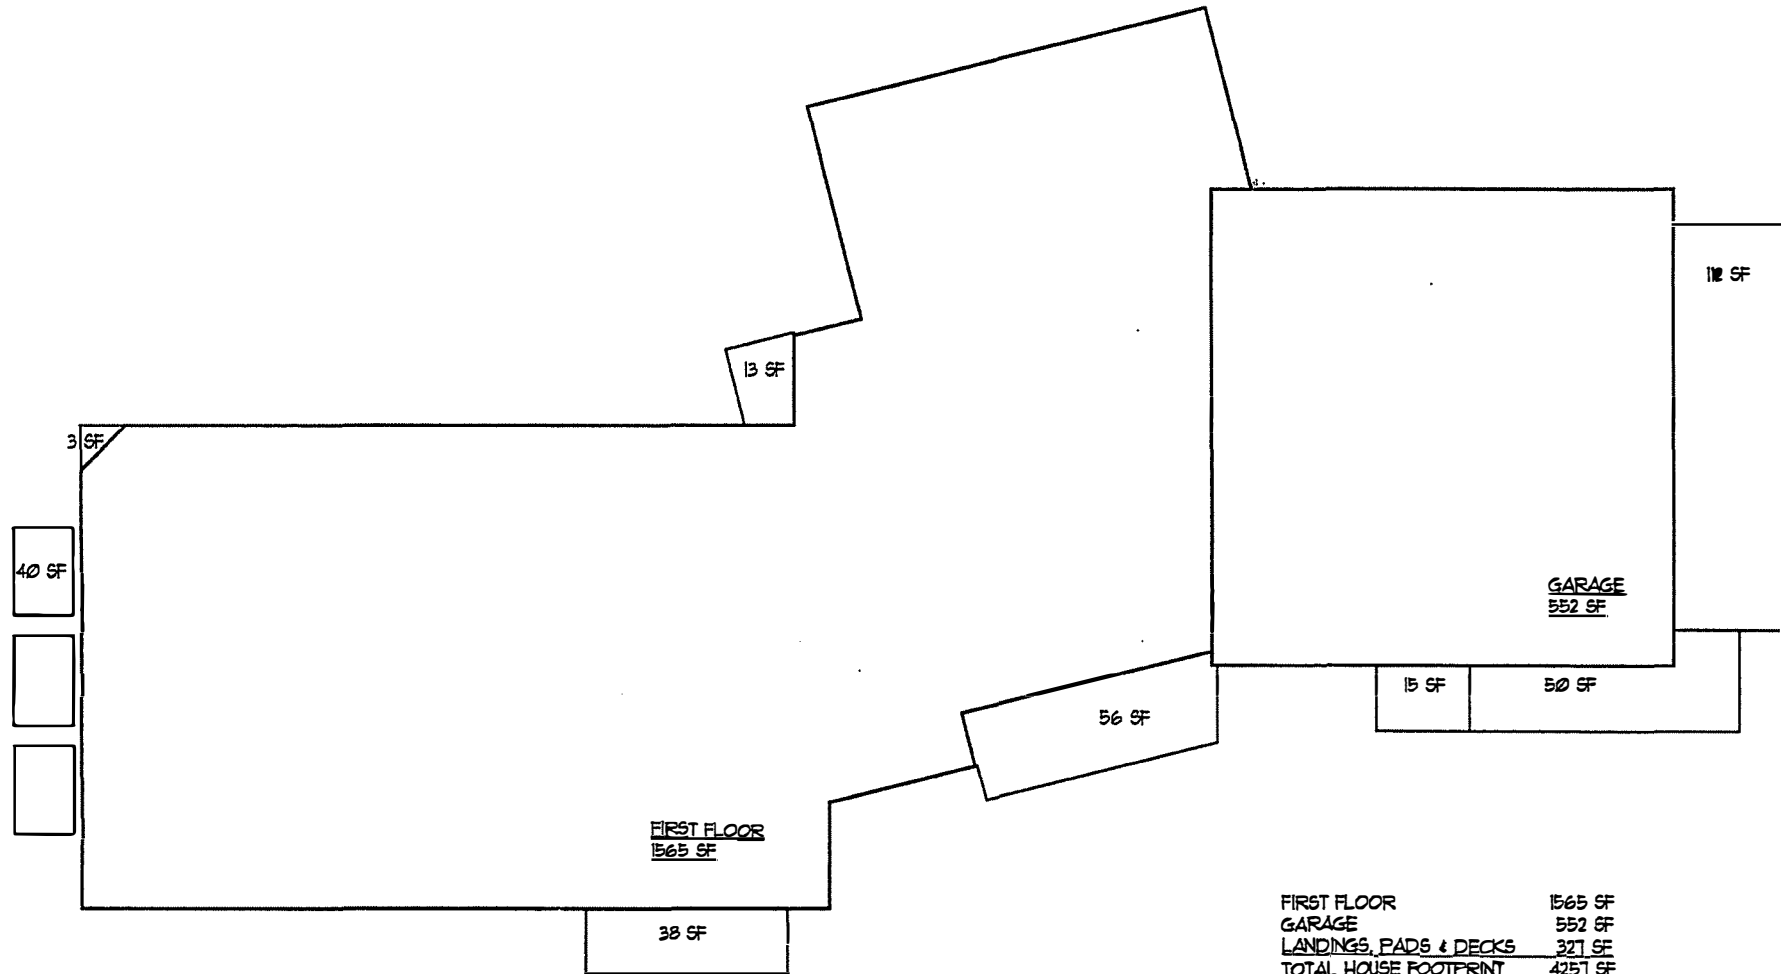 112 SF
13 SF
3 SF
40 SF
GARAGE
552 SF
15 SF
50 SF
56 SF
FIRST FLOOR
1565 SF
38 SF
FIRST FLOOR 1565 SF
GARAGE 552 SF
LANDINGS, PADS & DECKS 327 SF
TOTAL HOUSE FOOTPRINT 4257 SF